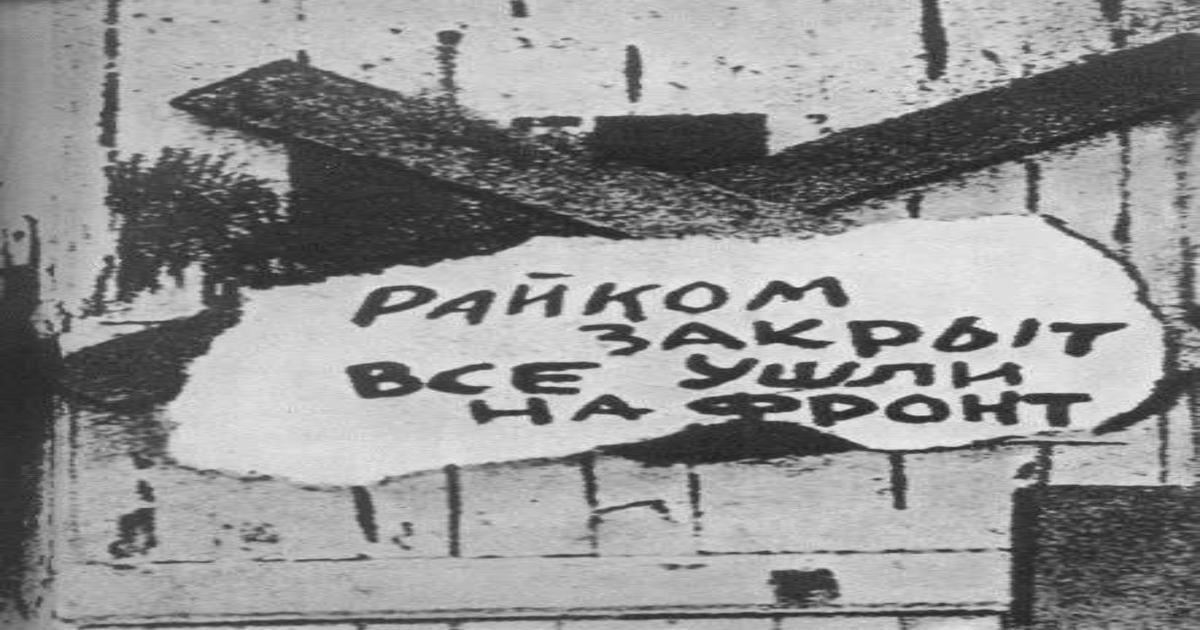 РАЙКОМ
ЗАКРЫТ
ВСЕ УШЛИ
НА ФРОНТ